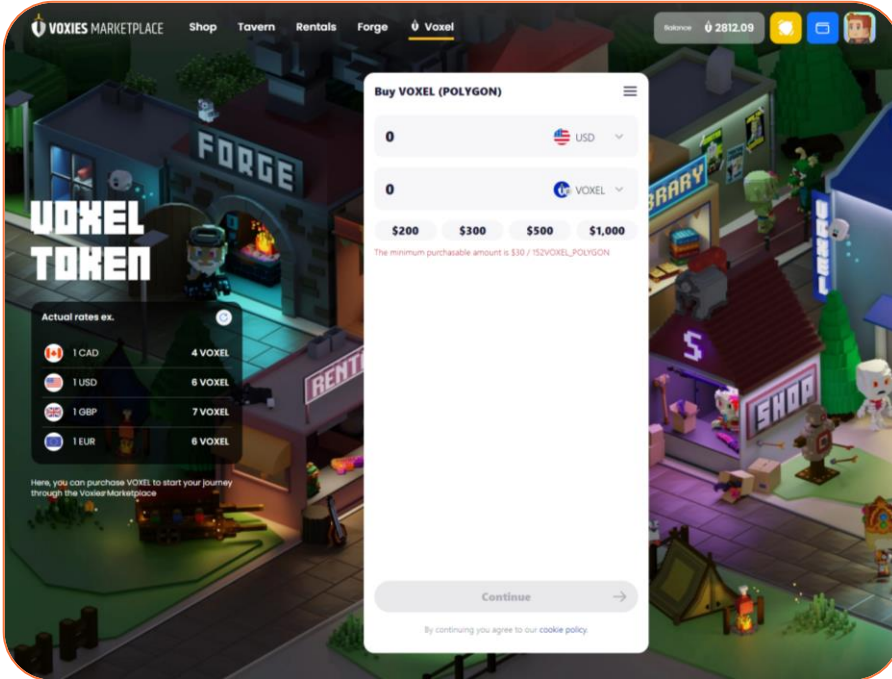 VOXIES MARKETPLACE
Shop
Tavern
Rentals
Forge
Voxel
Balance
2812.09
Buy VOXEL (POLYGON)
0
USD
0
VOXEL
$200
$300
$500
$1,000
The minimum purchasable amount is $30 / 152VOXEL_POLYGON
Continue
By continuing you agree to our cookie policy.
VOXEL
TOKEN
Actual rates ex.
1 CAD
4 VOXEL
1 USD
6 VOXEL
1 GBP
7 VOXEL
1 EUR
6 VOXEL
Here, you can purchase VOXEL to start your journey
through the Voxies Marketplace
FORGE
RENT
BRARY
S
SHOP